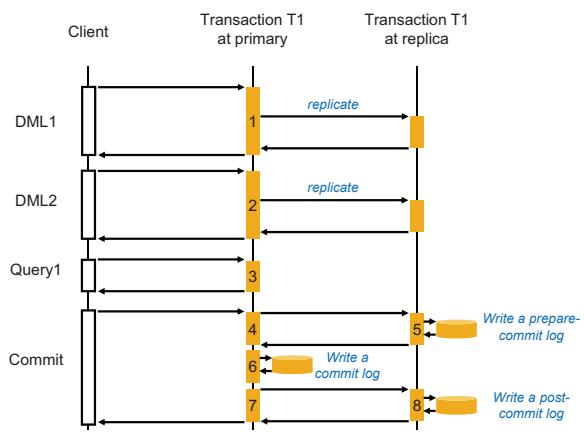 Client
Transaction T1
at primary
Transaction T1
at replica
DML1
1
replicate
DML2
2
replicate
Query1
3
Commit
4
5
Write a prepare-
commit log
6
Write a
commit log
7
8
Write a post-
commit log